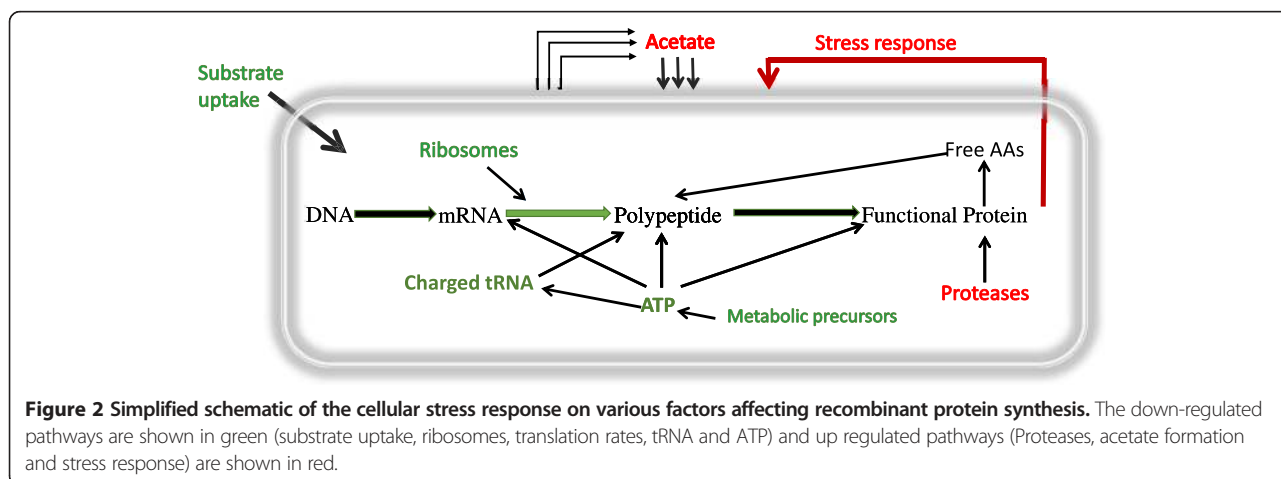 Acetate
Stress response
Substrate
uptake
Ribosomes
Free AAs
DNA
mRNA
Polypeptide
Functional Protein
Charged tRNA
ATP
Proteases
Metabolic precursors
Figure 2 Simplified schematic of the cellular stress response on various factors affecting recombinant protein synthesis. The down-regulated
pathways are shown in green (substrate uptake, ribosomes, translation rates, tRNA and ATP) and up regulated pathways (Proteases, acetate formation
and stress response) are shown in red.